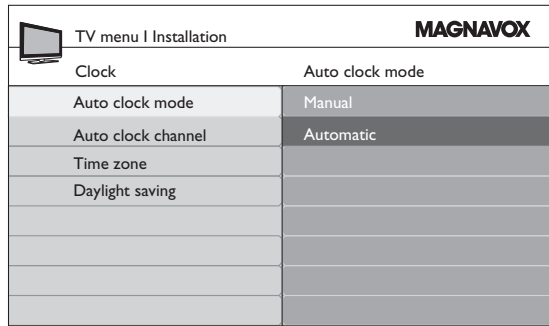 TV menu I Installation
MAGNAVOX
Clock
Auto clock mode
Auto clock mode
Manual
Auto clock channel
Automatic
Time zone
Daylight saving